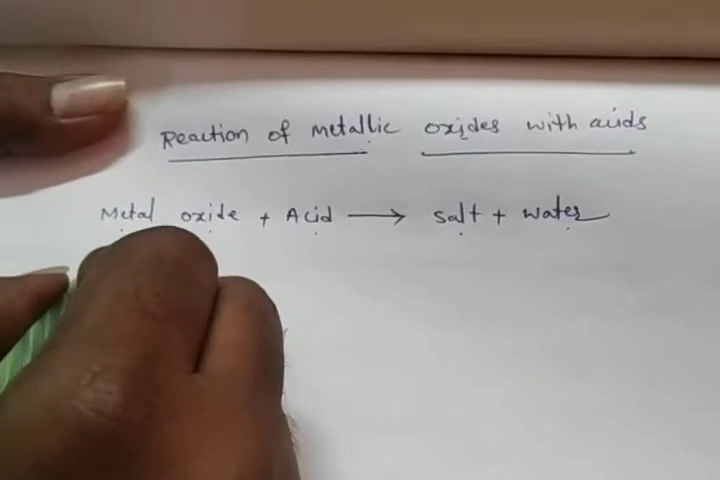 Reaction of metallic oxides with acids
Metal oxide + Acid ⟶ salt + water